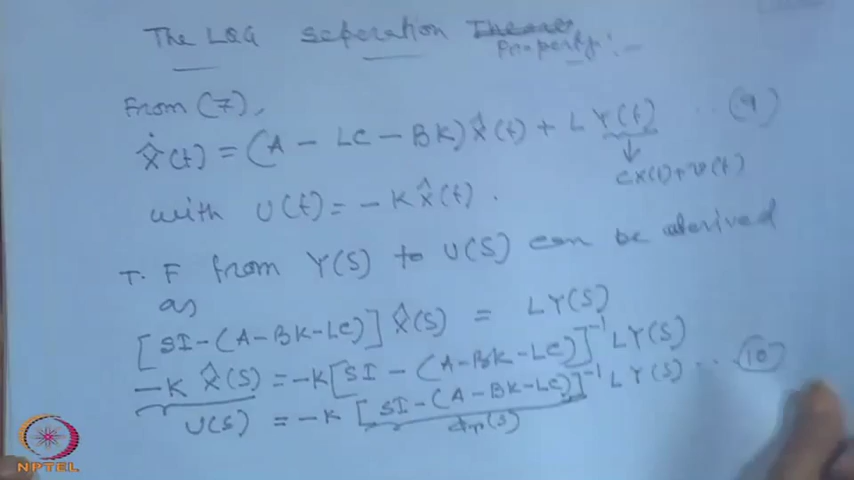 The LQG Seperation Theorem
Property:-
From (7),
ẋ̂(t) = (A - LC - BK) x̂(t) + L Y(t) .. (9)
↓
CX(t)+v(t)
with U(t) = -K x̂(t).
T. F from Y(S) to U(S) can be derived
as
[SI-(A-BK-LC)] x̂(S) = LY(S)
-K x̂(S) = -K[SI-(A-BK-LC)]⁻¹ LY(S)
U(S) = -K [SI-(A-BK-LC)]⁻¹ LY(S) .. (10)
NPTEL